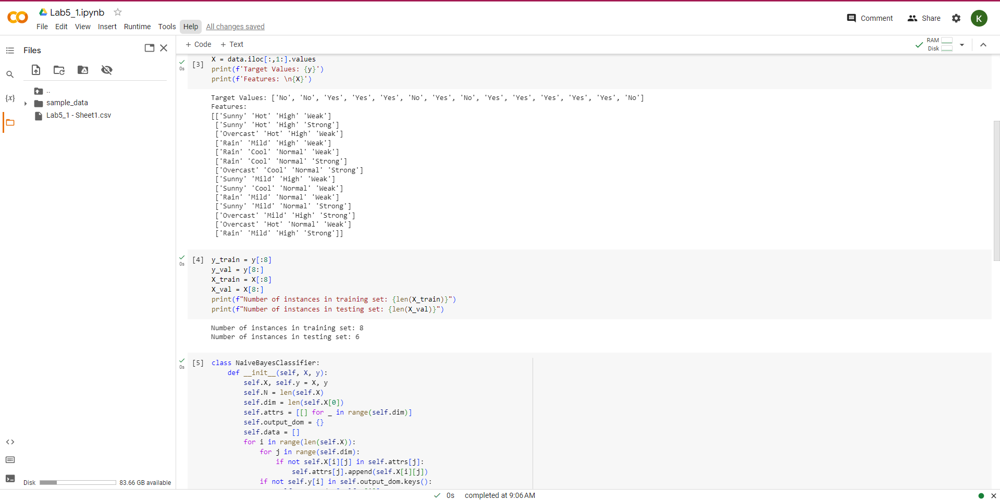 Lab5_1.ipynb
File Edit View Insert Runtime Tools Help All changes saved
Comment Share K
Files
+ Code + Text
RAM
Disk
{x}
..
sample_data
Lab5_1 - Sheet1.csv
0s
[3]
X = data.iloc[:,1:].values
print(f'Target Values: {y}')
print(f'Features: \n{X}')
Target Values: ['No', 'No', 'Yes', 'Yes', 'Yes', 'No', 'Yes', 'No', 'Yes', 'Yes', 'Yes', 'Yes', 'Yes', 'No']
Features:
[['Sunny' 'Hot' 'High' 'Weak']
['Sunny' 'Hot' 'High' 'Strong']
['Overcast' 'Hot' 'High' 'Weak']
['Rain' 'Mild' 'High' 'Weak']
['Rain' 'Cool' 'Normal' 'Weak']
['Rain' 'Cool' 'Normal' 'Strong']
['Overcast' 'Cool' 'Normal' 'Strong']
['Sunny' 'Mild' 'High' 'Weak']
['Sunny' 'Cool' 'Normal' 'Weak']
['Rain' 'Mild' 'Normal' 'Weak']
['Sunny' 'Mild' 'Normal' 'Strong']
['Overcast' 'Mild' 'High' 'Strong']
['Overcast' 'Hot' 'Normal' 'Weak']
['Rain' 'Mild' 'High' 'Strong']]
0s
[4] y_train = y[:8]
y_val = y[8:]
X_train = X[:8]
X_val = X[8:]
print(f"Number of instances in training set: {len(X_train)}")
print(f"Number of instances in testing set: {len(X_val)}")
Number of instances in training set: 8
Number of instances in testing set: 6
0s
[5] class NaiveBayesClassifier:
def __init__(self, X, y):
self.X, self.y = X, y
self.N = len(self.X)
self.dim = len(self.X[0])
self.attrs = [[] for _ in range(self.dim)]
self.output_dom = {}
self.data = []
for i in range(len(self.X)):
for j in range(self.dim):
if not self.X[i][j] in self.attrs[j]:
self.attrs[j].append(self.X[i][j])
if not self.y[i] in self.output_dom.keys():
Disk 83.66 GB available
0s completed at 9:06 AM